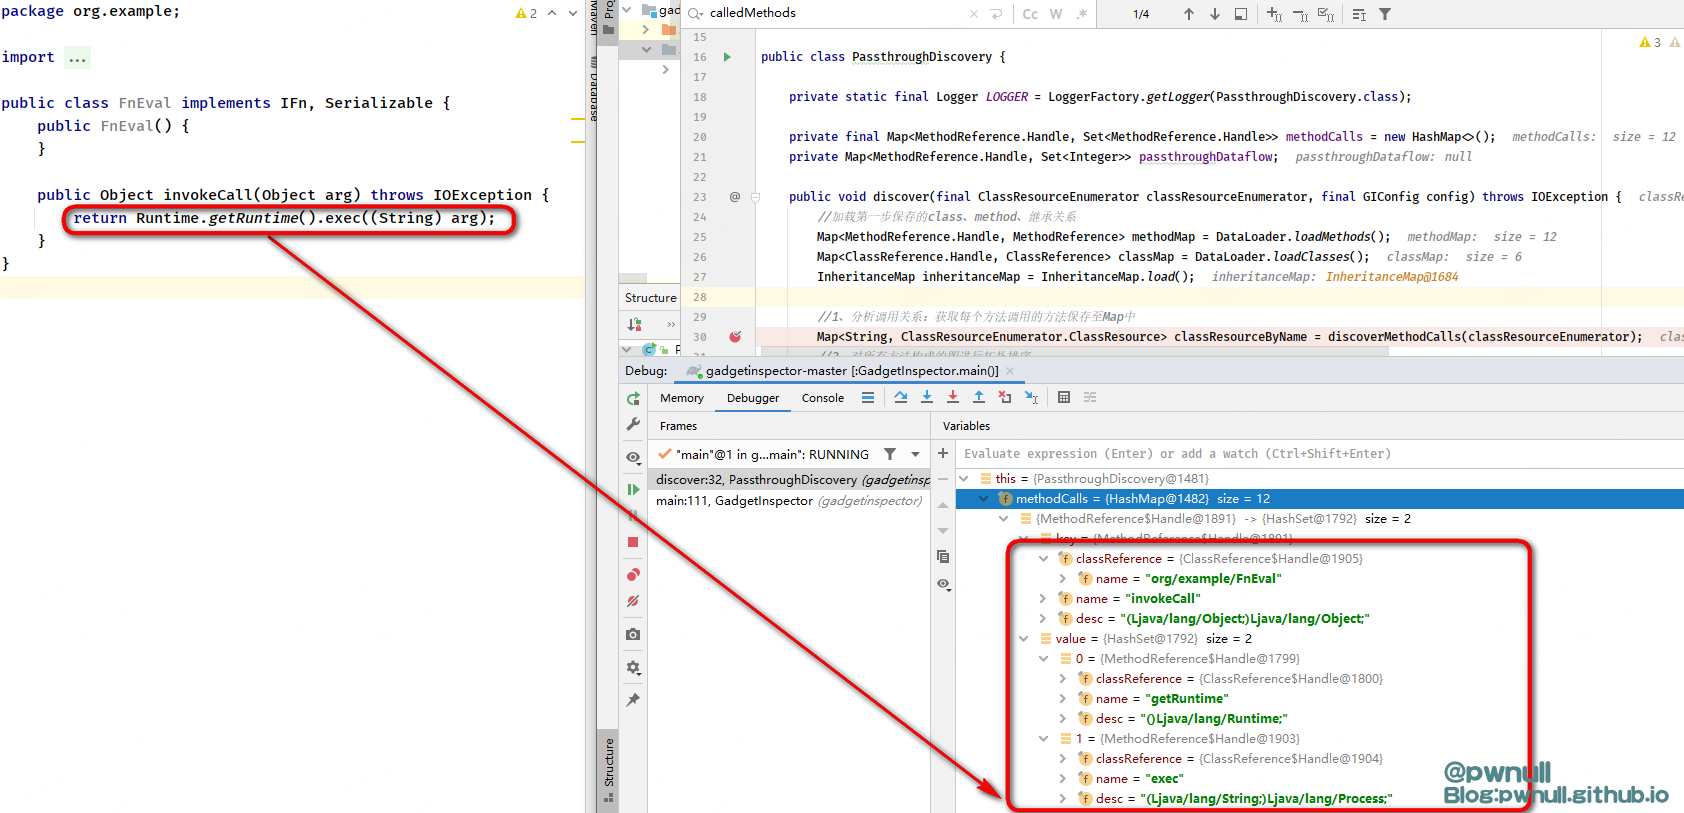 package org.example;
2
import ...
public class FnEval implements IFn, Serializable {
public FnEval() {
}
public Object invokeCall(Object arg) throws IOException {
return Runtime.getRuntime().exec((String) arg);
}
}
Maven
Database
Structure
gad
Structure
calledMethods
Cc W .*
1/4
3
15
16 public class PassthroughDiscovery {
17
18 private static final Logger LOGGER = LoggerFactory.getLogger(PassthroughDiscovery.class);
19
20 private final Map<MethodReference.Handle, Set<MethodReference.Handle>> methodCalls = new HashMap<>(); methodCalls: size = 12
21 private Map<MethodReference.Handle, Set<Integer>> passthroughDataflow; passthroughDataflow: null
22
23 @ public void discover(final ClassResourceEnumerator classResourceEnumerator, final GIConfig config) throws IOException { classRe
24 //加载第一步保存的class、method、继承关系
25 Map<MethodReference.Handle, MethodReference> methodMap = DataLoader.loadMethods(); methodMap: size = 12
26 Map<ClassReference.Handle, ClassReference> classMap = DataLoader.loadClasses(); classMap: size = 6
27 InheritanceMap inheritanceMap = InheritanceMap.load(); inheritanceMap: InheritanceMap@1684
28
29 //1、分析调用关系：获取每个方法调用的方法保存至Map中
30 Map<String, ClassResourceEnumerator.ClassResource> classResourceByName = discoverMethodCalls(classResourceEnumerator); clas
Debug: gadgetinspector-master [:GadgetInspector.main()]
Memory Debugger Console
Frames
"main"@1 in g...main": RUNNING
discover:32, PassthroughDiscovery (gadgetinsp
main:111, GadgetInspector (gadgetinspector)
Variables
Evaluate expression (Enter) or add a watch (Ctrl+Shift+Enter)
this = {PassthroughDiscovery@1481}
methodCalls = {HashMap@1482} size = 12
{MethodReference$Handle@1891} -> {HashSet@1792} size = 2
key = {MethodReference$Handle@1891}
classReference = {ClassReference$Handle@1905}
name = "org/example/FnEval"
name = "invokeCall"
desc = "(Ljava/lang/Object;)Ljava/lang/Object;"
value = {HashSet@1792} size = 2
0 = {MethodReference$Handle@1799}
classReference = {ClassReference$Handle@1800}
name = "getRuntime"
desc = "()Ljava/lang/Runtime;"
1 = {MethodReference$Handle@1903}
classReference = {ClassReference$Handle@1904}
name = "exec"
desc = "(Ljava/lang/String;)Ljava/lang/Process;"
@pwnull
Blog:pwnull.github.io